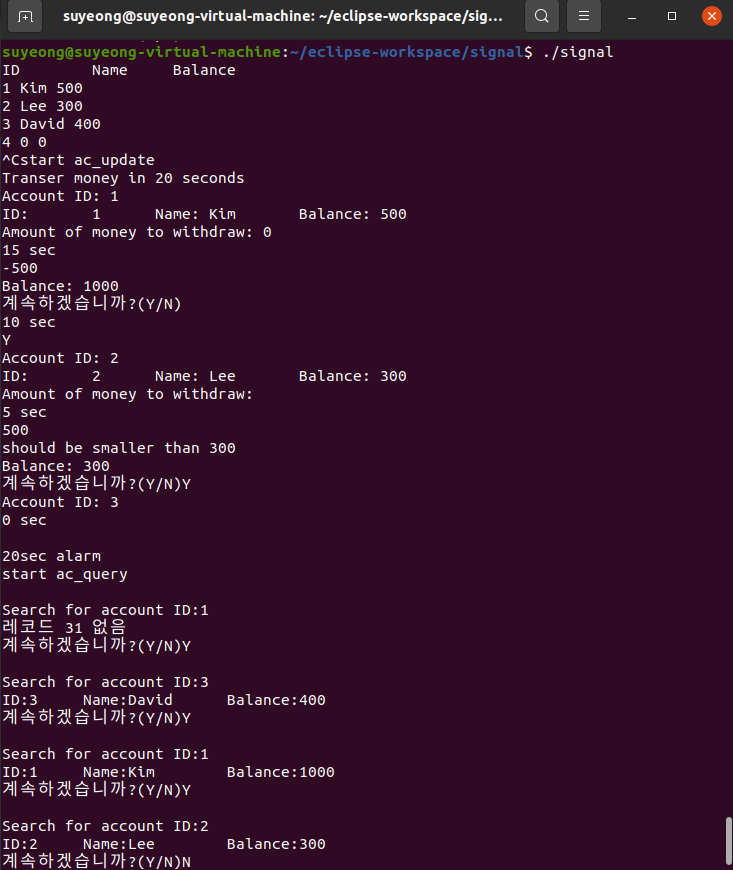 suyeong@suyeong-virtual-machine: ~/eclipse-workspace/sig...
suyeong@suyeong-virtual-machine:~/eclipse-workspace/signal$ ./signal
ID        Name     Balance
1 Kim 500
2 Lee 300
3 David 400
4 0 0
^Cstart ac_update
Transer money in 20 seconds
Account ID: 1
ID:       1      Name: Kim       Balance: 500
Amount of money to withdraw: 0
15 sec
-500
Balance: 1000
계속하겠습니까?(Y/N)
10 sec
Y
Account ID: 2
ID:       2      Name: Lee       Balance: 300
Amount of money to withdraw:
5 sec
500
should be smaller than 300
Balance: 300
계속하겠습니까?(Y/N)Y
Account ID: 3
0 sec
20sec alarm
start ac_query
Search for account ID:1
레코드 31 없음
계속하겠습니까?(Y/N)Y
Search for account ID:3
ID:3     Name:David      Balance:400
계속하겠습니까?(Y/N)Y
Search for account ID:1
ID:1     Name:Kim        Balance:1000
계속하겠습니까?(Y/N)Y
Search for account ID:2
ID:2     Name:Lee        Balance:300
계속하겠습니까?(Y/N)N